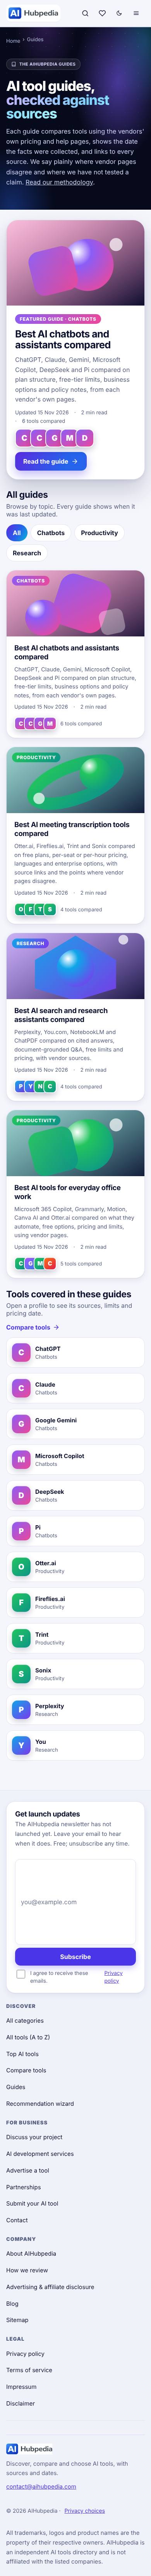 AI Hubpedia
Home › Guides
THE AIHUBPEDIA GUIDES
AI tool guides,
checked against
sources
Each guide compares tools using the vendors'
own pricing and help pages, shows the date
the facts were collected, and links to every
source. We say plainly where vendor pages
disagree and where we have not tested a
claim. Read our methodology.
FEATURED GUIDE · CHATBOTS
Best AI chatbots and
assistants compared
ChatGPT, Claude, Gemini, Microsoft
Copilot, DeepSeek and Pi compared on
plan structure, free-tier limits, business
options and policy notes, from each
vendor's own pages.
Updated 15 Nov 2026 · 2 min read
· 6 tools compared
C C G M D
Read the guide →
All guides
Browse by topic. Every guide shows when it
was last updated.
All Chatbots Productivity
Research
CHATBOTS
Best AI chatbots and assistants
compared
ChatGPT, Claude, Gemini, Microsoft Copilot,
DeepSeek and Pi compared on plan structure,
free-tier limits, business options and policy
notes, from each vendor's own pages.
Updated 15 Nov 2026 · 2 min read
C C G M 6 tools compared
PRODUCTIVITY
Best AI meeting transcription tools
compared
Otter.ai, Fireflies.ai, Trint and Sonix compared
on free plans, per-seat or per-hour pricing,
languages and enterprise options, with
links and the points where vendor pages
disagree.
Updated 15 Nov 2026 · 2 min read
O F T S 4 tools compared
RESEARCH
Best AI search and research
assistants compared
Perplexity, You.com, NotebookLM and
ChatPDF compared on cited answers,
document-grounded Q&A, free limits and
pricing, with vendor sources.
Updated 15 Nov 2026 · 2 min read
P Y N C 4 tools compared
PRODUCTIVITY
Best AI tools for everyday office
work
Microsoft 365 Copilot, Grammarly, Motion,
Canva AI and Otter.ai compared on what they
automate, free options, pricing and limits,
using vendor pages.
Updated 15 Nov 2026 · 2 min read
C G M C 5 tools compared
Tools covered in these guides
Open a profile to see its sources, limits and
pricing date.
Compare tools →
C ChatGPT
Chatbots
C Claude
Chatbots
G Google Gemini
Chatbots
M Microsoft Copilot
Chatbots
D DeepSeek
Chatbots
P Pi
Chatbots
O Otter.ai
Productivity
F Fireflies.ai
Productivity
T Trint
Productivity
S Sonix
Productivity
P Perplexity
Research
Y You
Research
Get launch updates
The AIHubpedia newsletter has not
launched yet. Leave your email to hear
when it does. Free; unsubscribe any time.
you@example.com
Subscribe
I agree to receive these emails. Privacy policy
DISCOVER
All categories
All tools (A to Z)
Top AI tools
Compare tools
Guides
Recommendation wizard
FOR BUSINESS
Discuss your project
AI development services
Advertise a tool
Partnerships
Submit your AI tool
Contact
COMPANY
About AIHubpedia
How we review
Advertising & affiliate disclosure
Blog
Sitemap
LEGAL
Privacy policy
Terms of service
Impressum
Disclaimer
AI Hubpedia
Discover, compare and choose AI tools, with
sources and dates.
contact@aihubpedia.com
© 2026 AIHubpedia · Privacy choices
All trademarks, logos and product names are the
property of their respective owners. AIHubpedia is
an independent AI tools directory and is not
affiliated with the listed companies.